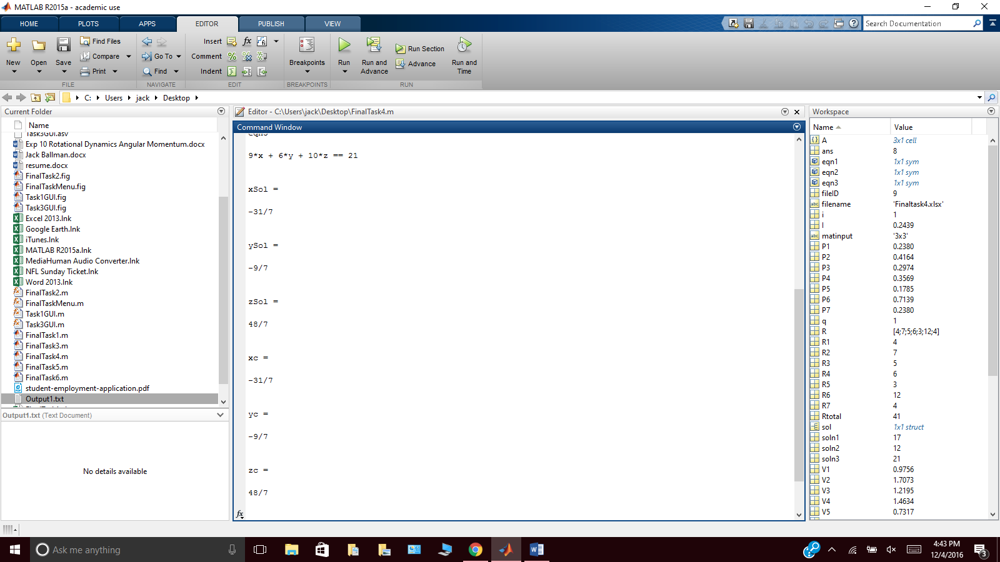 MATLAB R2015a - academic use
HOME PLOTS APPS EDITOR PUBLISH VIEW
Search Documentation
New
Open
Save
Find Files
Compare
Print
FILE
Go To
Find
NAVIGATE
Insert
Comment
Indent
fx
EDIT
Breakpoints
BREAKPOINTS
Run
Run and Advance
Run Section
Advance
Run and Time
RUN
C: Users jack Desktop
Current Folder
Name
Task3GUI.asv
Exp 10 Rotational Dynamics Angular Momentum.docx
Jack Ballman.docx
resume.docx
FinalTask2.fig
FinalTaskMenu.fig
Task1GUI.fig
Task3GUI.fig
Excel 2013.lnk
Google Earth.lnk
iTunes.lnk
MATLAB R2015a.lnk
MediaHuman Audio Converter.lnk
NFL Sunday Ticket.lnk
Word 2013.lnk
FinalTask2.m
FinalTaskMenu.m
Task1GUI.m
Task3GUI.m
FinalTask1.m
FinalTask3.m
FinalTask4.m
FinalTask5.m
FinalTask6.m
student-employment-application.pdf
Output1.txt
Output1.txt (Text Document)
No details available
Editor - C:\Users\jack\Desktop\FinalTask4.m
Command Window
9*x + 6*y + 10*z == 21
xSol =
-31/7
ySol =
-9/7
zSol =
48/7
xc =
-31/7
yc =
-9/7
zc =
48/7
fx
Workspace
Name Value
A 3x1 cell
ans 8
eqn1 1x1 sym
eqn2 1x1 sym
eqn3 1x1 sym
fileID 9
filename 'Finaltask4.xlsx'
i 1
I 0.2439
matinput '3x3'
P1 0.2380
P2 0.4164
P3 0.2974
P4 0.3569
P5 0.1785
P6 0.7139
P7 0.2380
q 1
R [4;7;5;6;3;12;4]
R1 4
R2 7
R3 5
R4 6
R5 3
R6 12
R7 4
Rtotal 41
sol 1x1 struct
soln1 17
soln2 12
soln3 21
V1 0.9756
V2 1.7073
V3 1.2195
V4 1.4634
V5 0.7317
Ask me anything
4:43 PM
12/4/2016
3